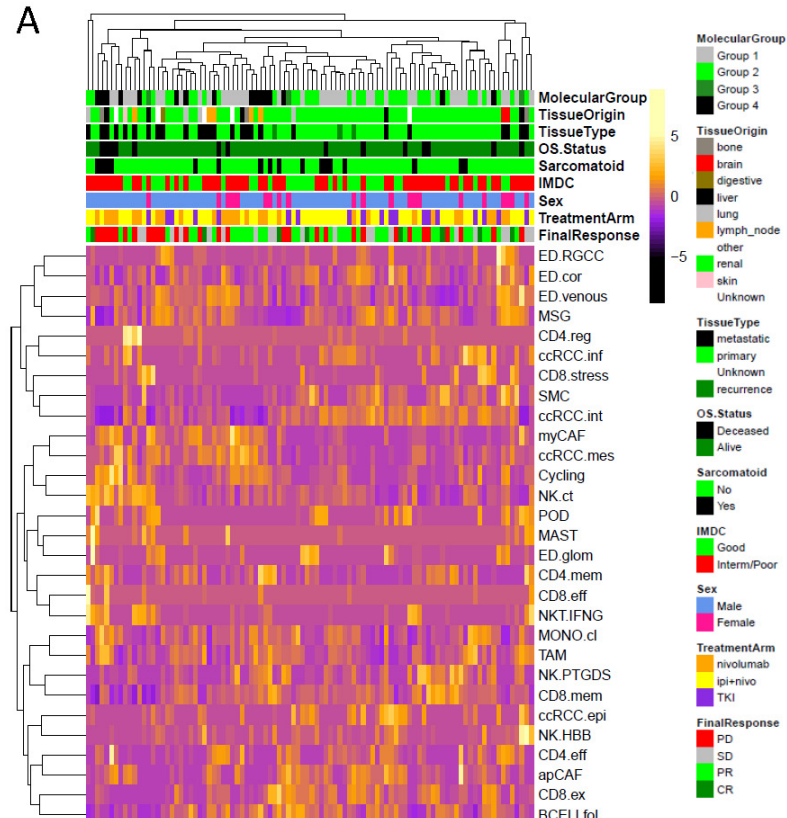 A
MolecularGroup
TissueOrigin
TissueType
OS.Status
Sarcomatoid
IMDC
Sex
TreatmentArm
FinalResponse
5
0
−5
ED.RGCC
ED.cor
ED.venous
MSG
CD4.reg
ccRCC.inf
CD8.stress
SMC
ccRCC.int
myCAF
ccRCC.mes
Cycling
NK.ct
POD
MAST
ED.glom
CD4.mem
CD8.eff
NKT.IFNG
MONO.cl
TAM
NK.PTGDS
CD8.mem
ccRCC.epi
NK.HBB
CD4.eff
apCAF
CD8.ex
BCELL.fol
MolecularGroup
Group 1
Group 2
Group 3
Group 4
TissueOrigin
bone
brain
digestive
liver
lung
lymph_node
other
renal
skin
Unknown
TissueType
metastatic
primary
Unknown
recurrence
OS.Status
Deceased
Alive
Sarcomatoid
No
Yes
IMDC
Good
Interm/Poor
Sex
Male
Female
TreatmentArm
nivolumab
ipi+nivo
TKI
FinalResponse
PD
SD
PR
CR